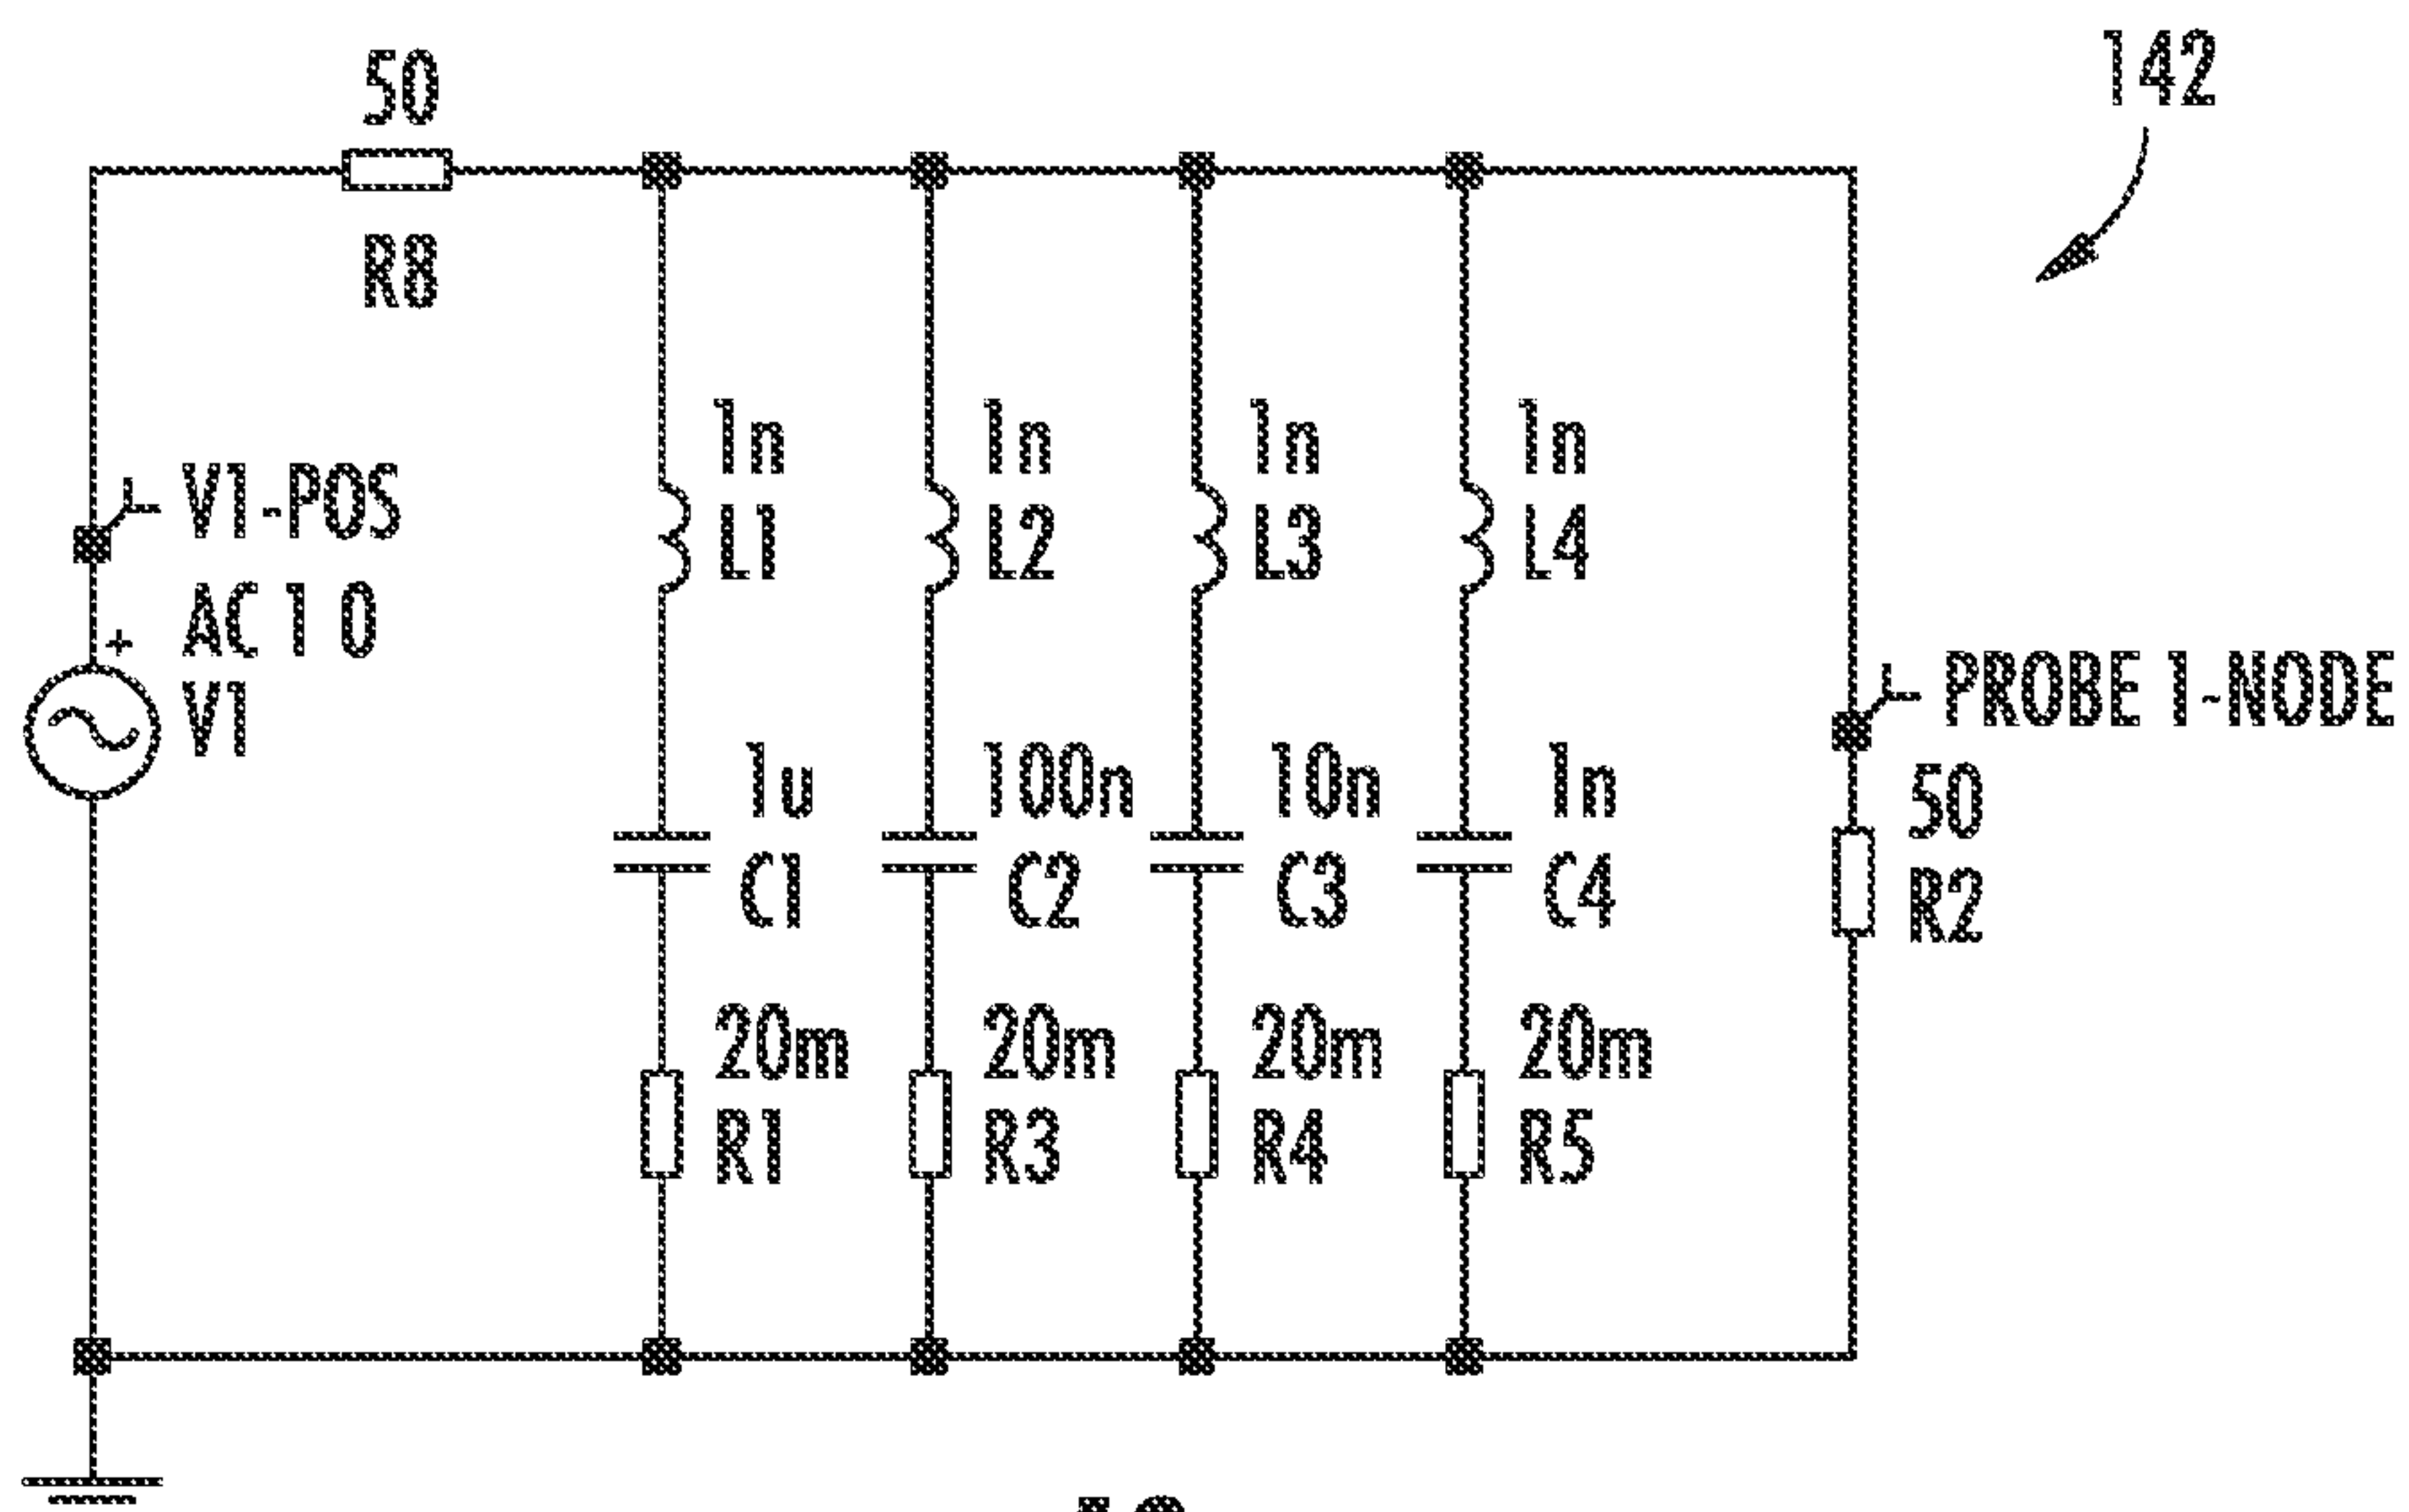 142
50
R8
1n
L1
1n
L2
1n
L3
1n
L4
V1-POS
AC 1 0
+
V1
PROBE 1-NODE
1u
C1
100n
C2
10n
C3
1n
C4
50
R2
20m
R1
20m
R3
20m
R4
20m
R5